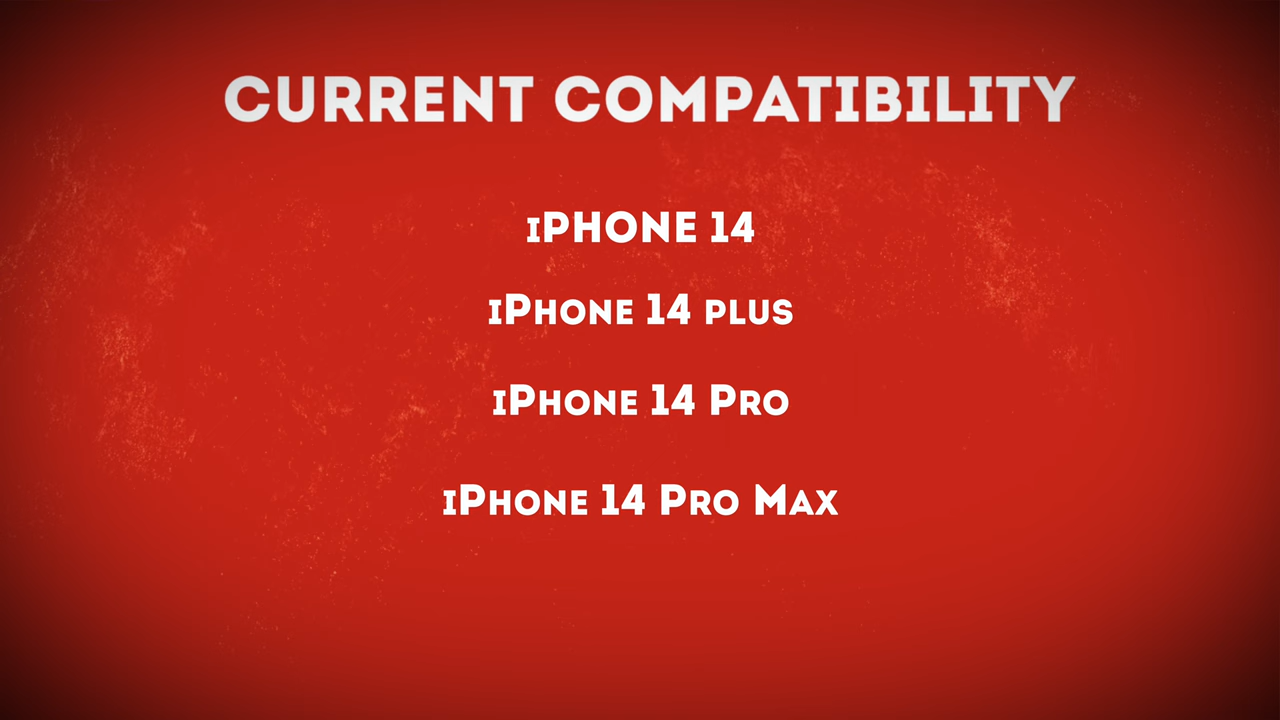 CURRENT COMPATIBILITY
iPHONE 14
iPhone 14 plus
iPhone 14 Pro
iPhone 14 Pro Max